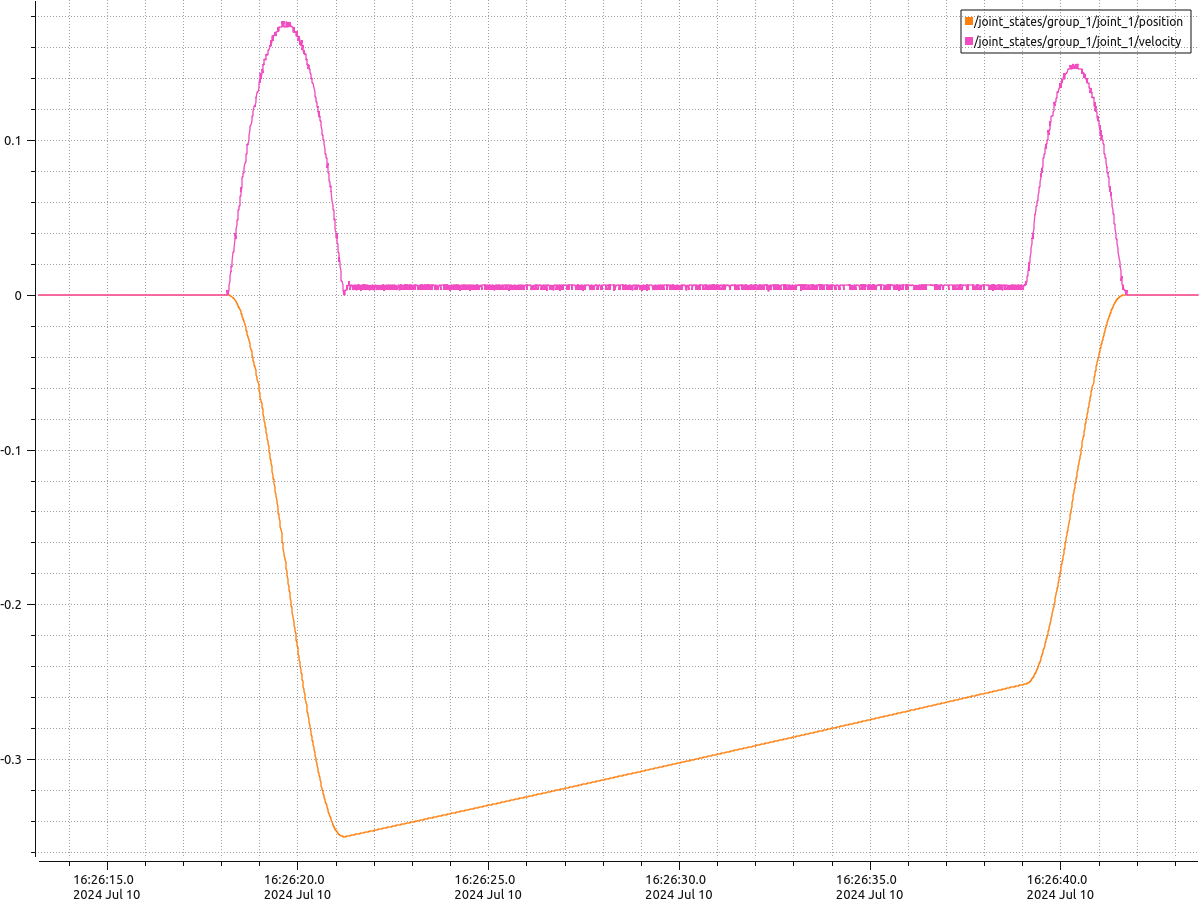 /joint_states/group_1/joint_1/position
/joint_states/group_1/joint_1/velocity
0.1
0
-0.1
-0.2
-0.3
16:26:15.0 16:26:20.0 16:26:25.0 16:26:30.0 16:26:35.0 16:26:40.0
2024 Jul 10 2024 Jul 10 2024 Jul 10 2024 Jul 10 2024 Jul 10 2024 Jul 10